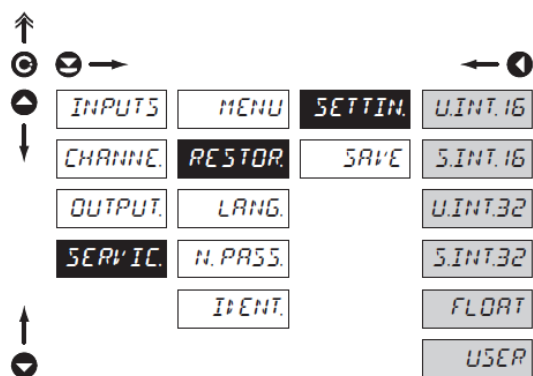 INPUTS MENU SETTIN. U.INT.16
CHANNE. RESTOR. SAVE S.INT.16
OUTPUT. LANG. U.INT.32
SERVIC. N. PASS. S.INT.32
IDENT. FLOAT
USER